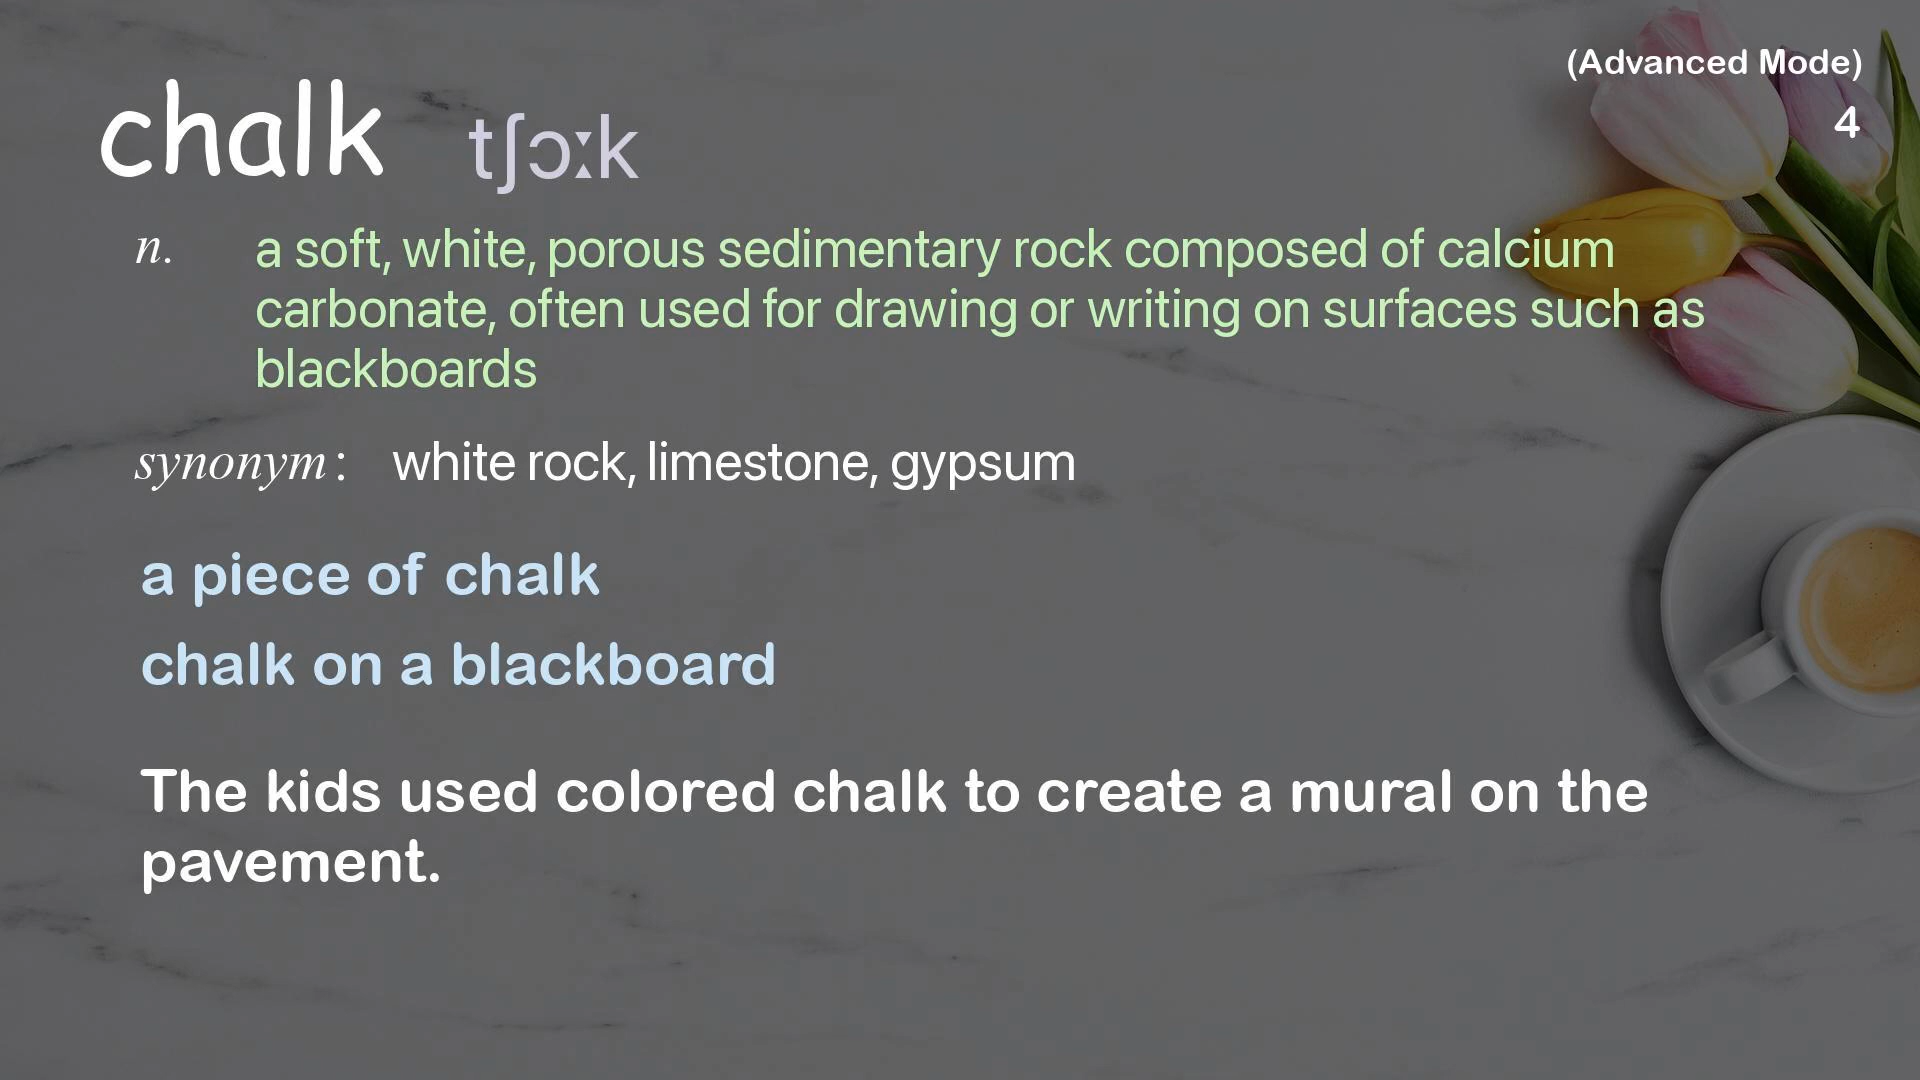 (Advanced Mode)
4
chalk tʃɔːk
n. a soft, white, porous sedimentary rock composed of calcium
carbonate, often used for drawing or writing on surfaces such as
blackboards
synonym: white rock, limestone, gypsum
a piece of chalk
chalk on a blackboard
The kids used colored chalk to create a mural on the
pavement.